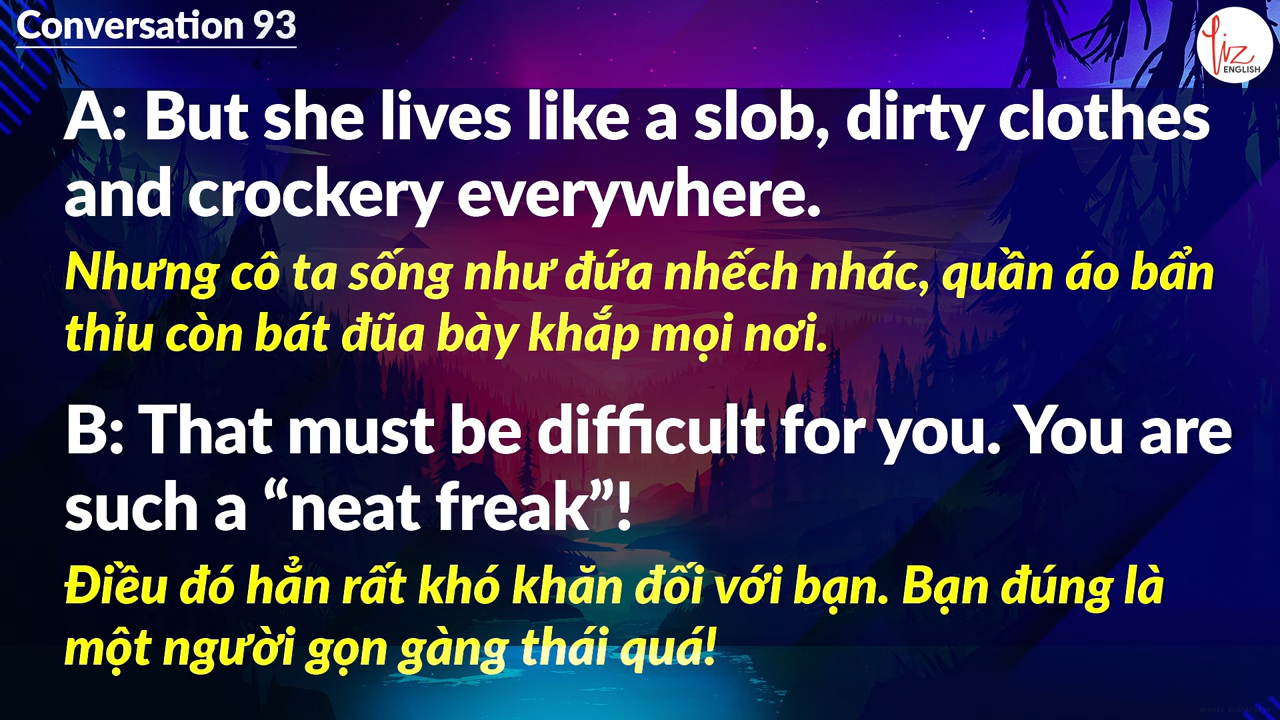 Conversation 93
Liz
ENGLISH
A: But she lives like a slob, dirty clothes
and crockery everywhere.
Nhưng cô ta sống như đứa nhếch nhác, quần áo bẩn
thỉu còn bát đũa bày khắp mọi nơi.
B: That must be difficult for you. You are
such a “neat freak”!
Điều đó hẳn rất khó khăn đối với bạn. Bạn đúng là
một người gọn gàng thái quá!